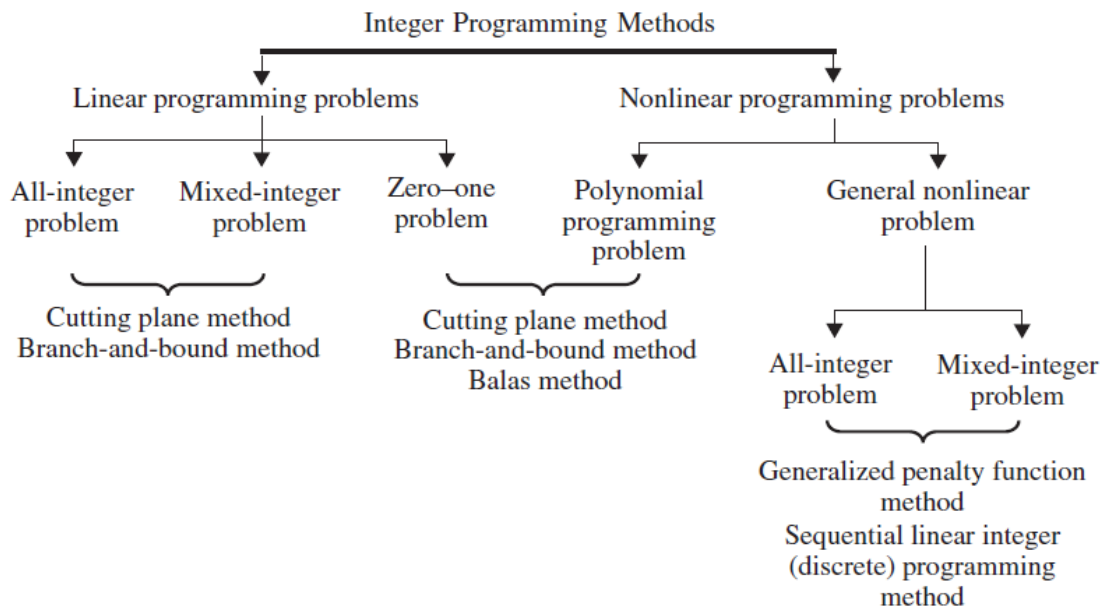 Integer Programming Methods
Linear programming problems
Nonlinear programming problems
All-integer
problem
Mixed-integer
problem
Zero–one
problem
Polynomial
programming
problem
General nonlinear
problem
Cutting plane method
Branch-and-bound method
Cutting plane method
Branch-and-bound method
Balas method
All-integer
problem
Mixed-integer
problem
Generalized penalty function
method
Sequential linear integer
(discrete) programming
method